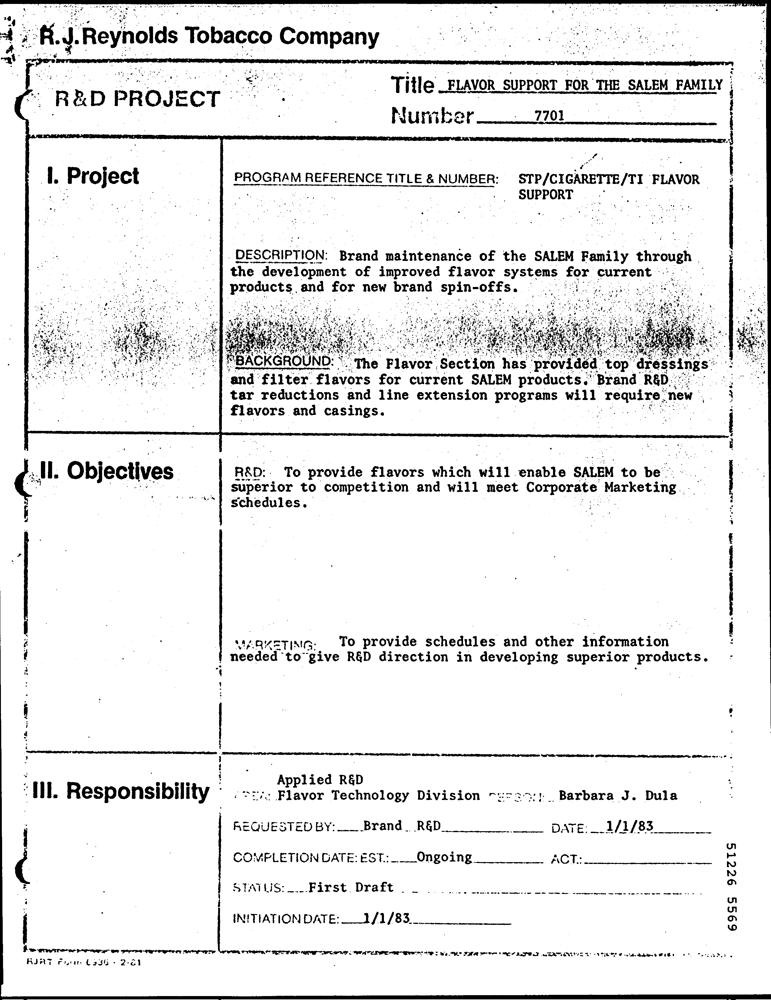 R.J.Reynolds Tobacco Company
R&D PROJECT
Title FLAVOR SUPPORT FOR THE SALEM FAMILY
Number 7701
I. Project
PROGRAM REFERENCE TITLE & NUMBER: STP/CIGARETTE/TI FLAVOR
SUPPORT
DESCRIPTION: Brand maintenance of the SALEM Family through
the development of improved flavor systems for current
products and for new brand spin-offs.
BACKGROUND: The Flavor Section has provided top dressings
and filter flavors for current SALEM products. Brand R&D
tar reductions and line extension programs will require new
flavors and casings.
II. Objectives
R&D: To provide flavors which will enable SALEM to be
superior to competition and will meet Corporate Marketing
schedules.
MARKETING: To provide schedules and other information
needed to give R&D direction in developing superior products.
III. Responsibility
Applied R&D
AREA: Flavor Technology Division PERSON: Barbara J. Dula
REQUESTED BY: Brand R&D DATE: 1/1/83
COMPLETION DATE: EST.: Ongoing ACT.:
STATUS: First Draft
INITIATION DATE: 1/1/83
RJRT Form 2-81
51226 5569